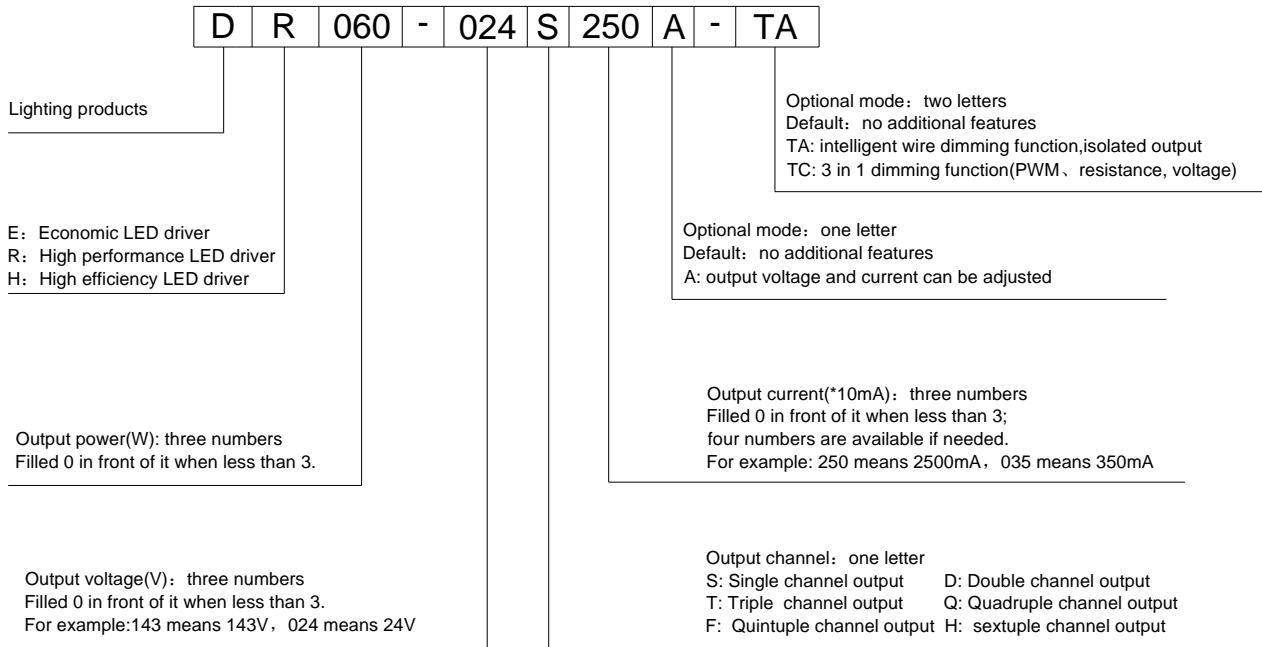 D R 060 - 024 S 250 A - TA
Lighting products
Optional mode：two letters
Default：no additional features
TA: intelligent wire dimming function,isolated output
TC: 3 in 1 dimming function(PWM、resistance, voltage)
E：Economic LED driver
R：High performance LED driver
H：High efficiency LED driver
Optional mode：one letter
Default：no additional features
A: output voltage and current can be adjusted
Output power(W): three numbers
Filled 0 in front of it when less than 3.
Output current(*10mA)：three numbers
Filled 0 in front of it when less than 3;
four numbers are available if needed.
For example: 250 means 2500mA，035 means 350mA
Output voltage(V)：three numbers
Filled 0 in front of it when less than 3.
For example:143 means 143V，024 means 24V
Output channel：one letter
S: Single channel output D: Double channel output
T: Triple channel output Q: Quadruple channel output
F: Quintuple channel output H: sextuple channel output